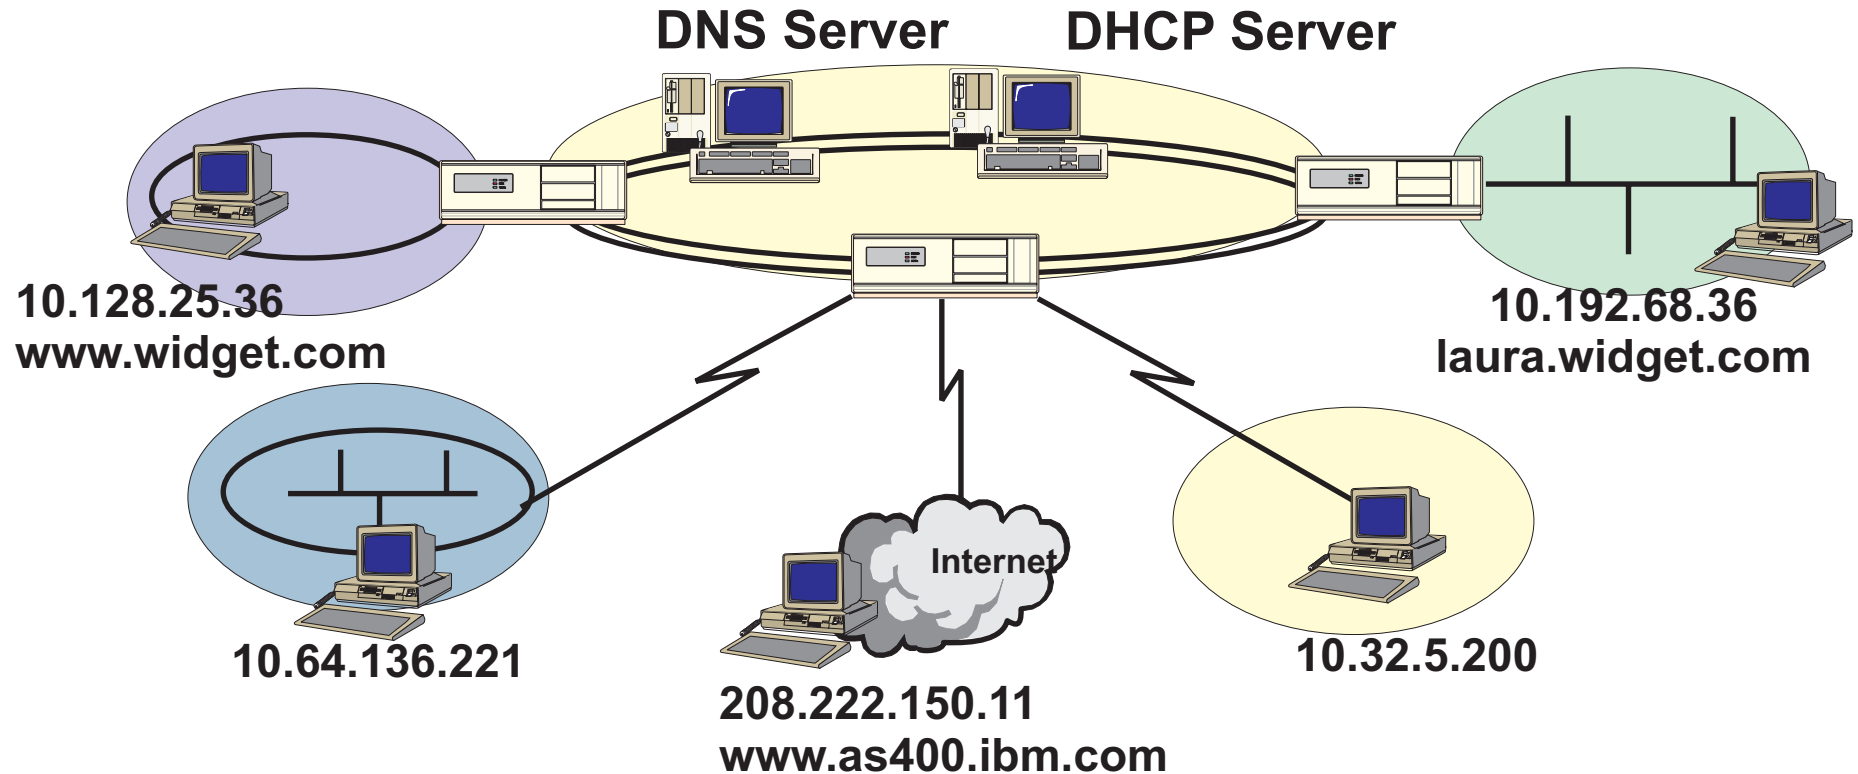 DNS Server
DHCP Server
10.128.25.36
www.widget.com
10.192.68.36
laura.widget.com
Internet
10.64.136.221
10.32.5.200
208.222.150.11
www.as400.ibm.com